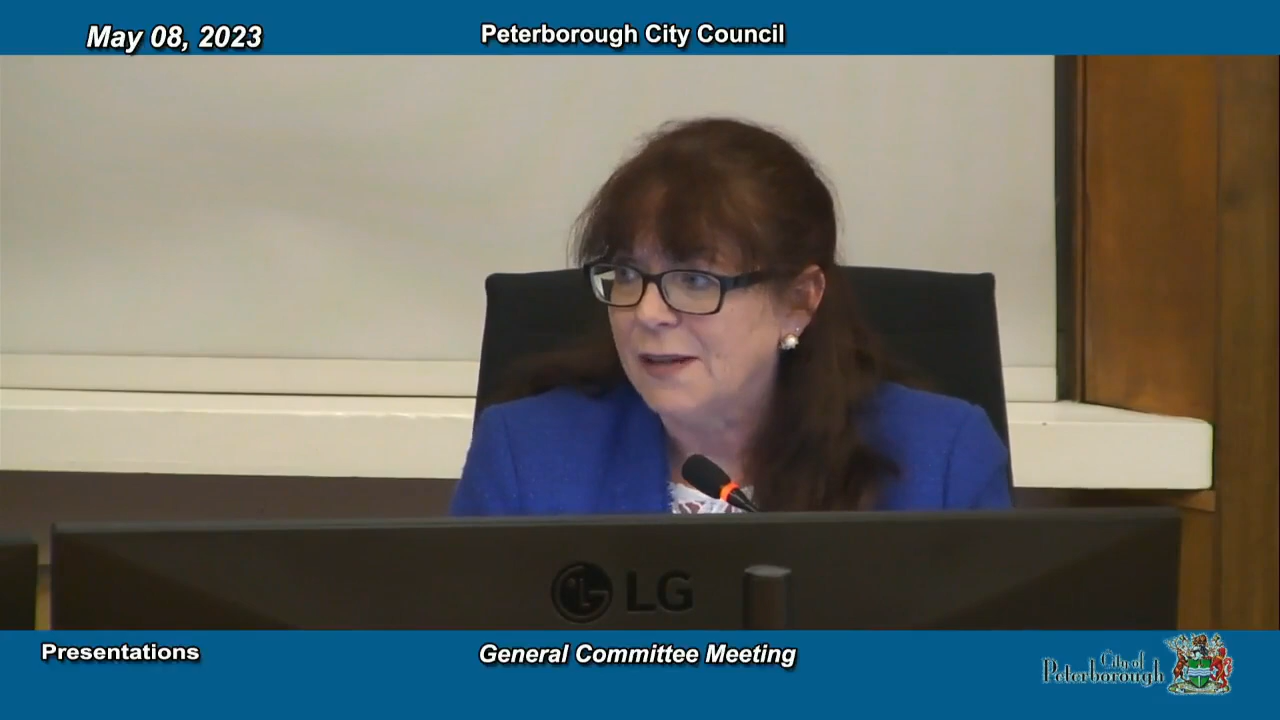 May 08, 2023
Peterborough City Council
LG
Presentations
General Committee Meeting
City of
Peterborough